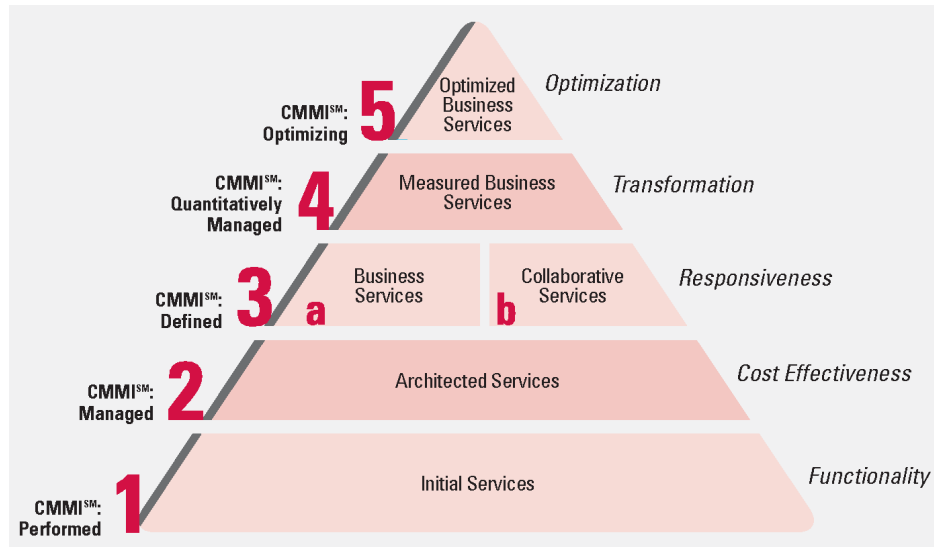 CMMI℠:
Optimizing
5
Optimized
Business
Services
Optimization
CMMI℠:
Quantitatively
Managed
4
Measured Business
Services
Transformation
CMMI℠:
Defined
3
a
Business
Services
b
Collaborative
Services
Responsiveness
CMMI℠:
Managed
2
Architected Services
Cost Effectiveness
CMMI℠:
Performed
1
Initial Services
Functionality